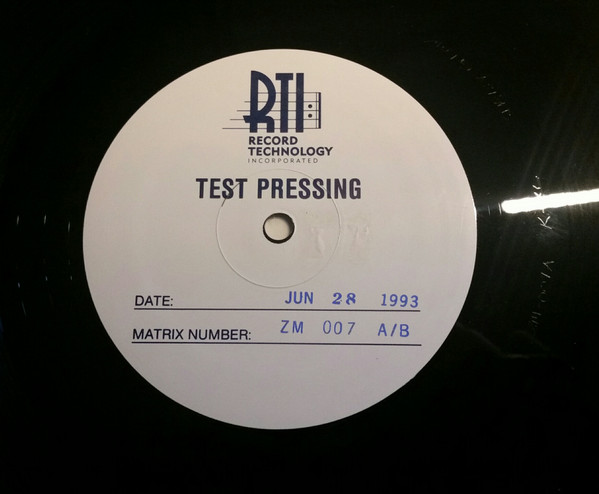 RTI
RECORD
TECHNOLOGY
INCORPORATED
TEST PRESSING
DATE: JUN 28 1993
MATRIX NUMBER: ZM 007 A/B